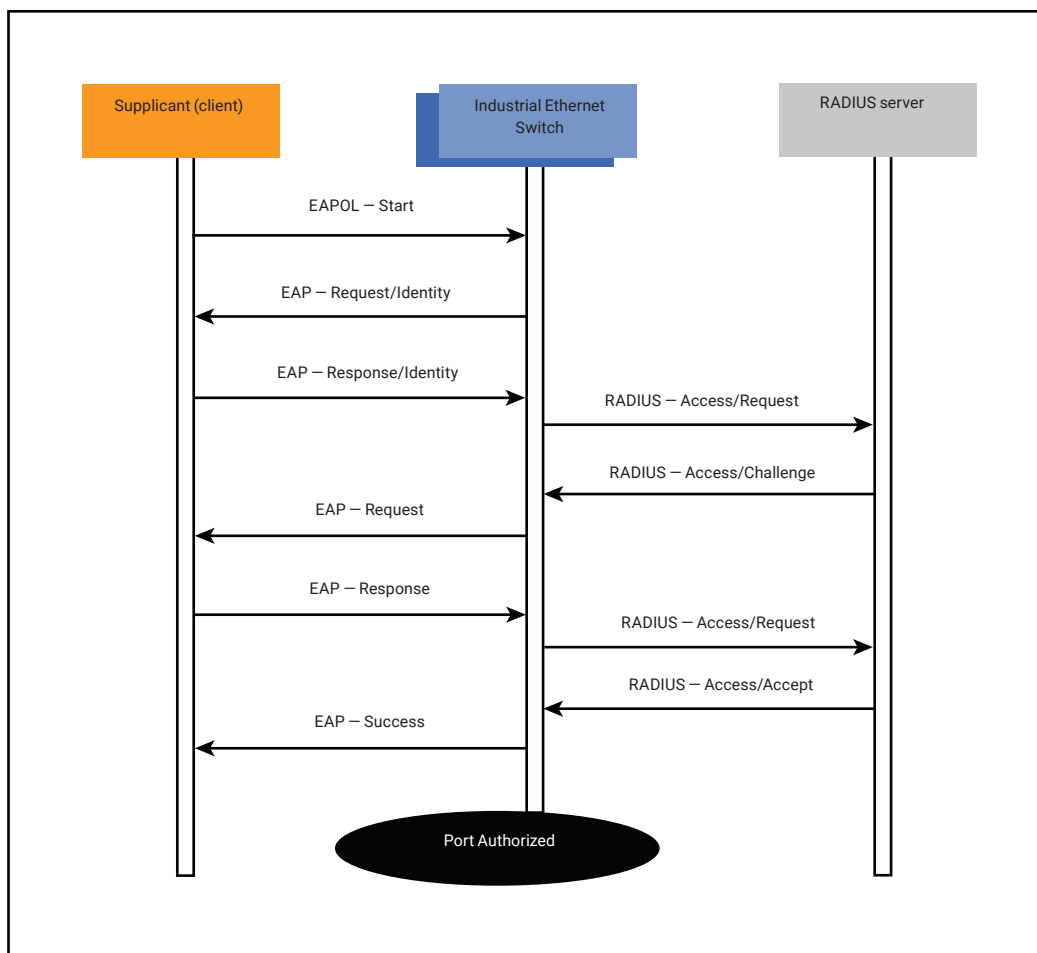 Supplicant (client)
Industrial Ethernet
Switch
RADIUS server
EAPOL — Start
EAP — Request/Identity
EAP — Response/Identity
RADIUS — Access/Request
RADIUS — Access/Challenge
EAP — Request
EAP — Response
RADIUS — Access/Request
RADIUS — Access/Accept
EAP — Success
Port Authorized